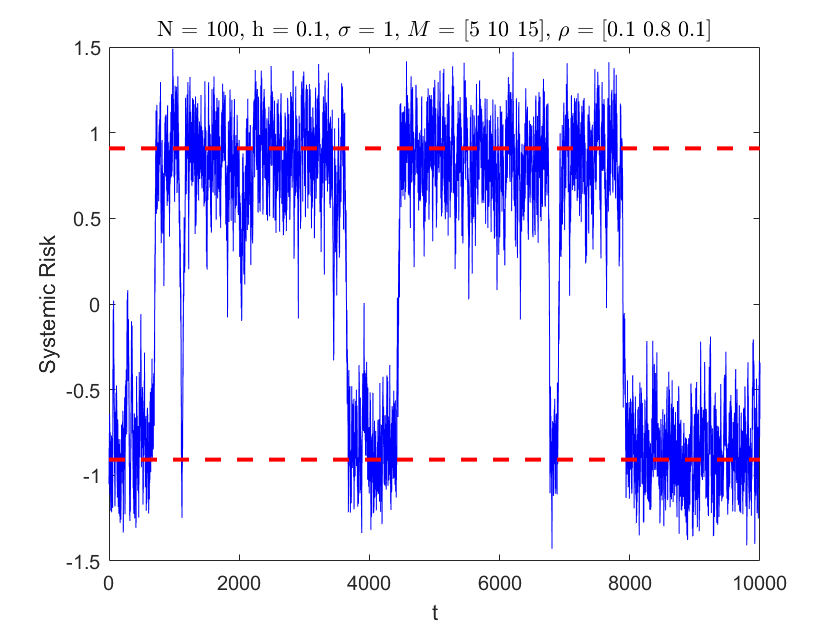 N = 100, h = 0.1, σ = 1, M = [5 10 15], ρ = [0.1 0.8 0.1]
1.5
1
0.5
0
-0.5
-1
-1.5
Systemic Risk
0 2000 4000 6000 8000 10000
t